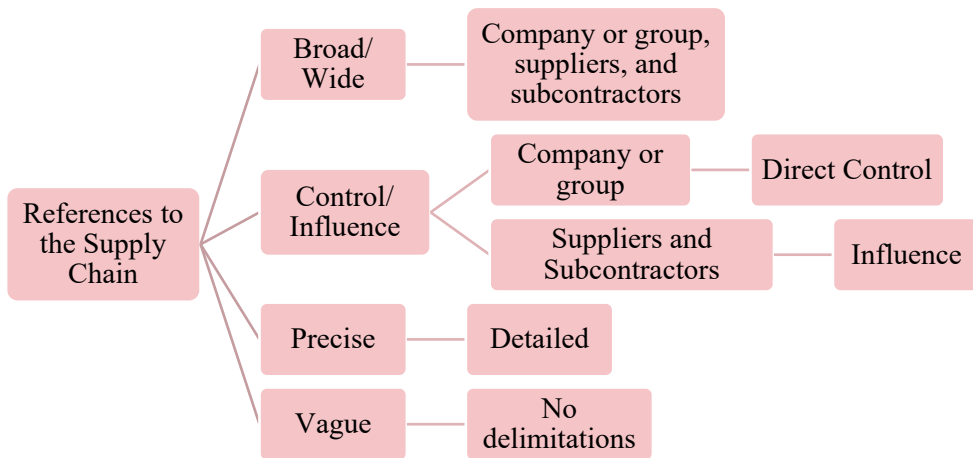 References to
the Supply
Chain
Broad/
Wide
Company or group,
suppliers, and
subcontractors
Control/
Influence
Company or
group
Direct Control
Suppliers and
Subcontractors
Influence
Precise
Detailed
Vague
No
delimitations